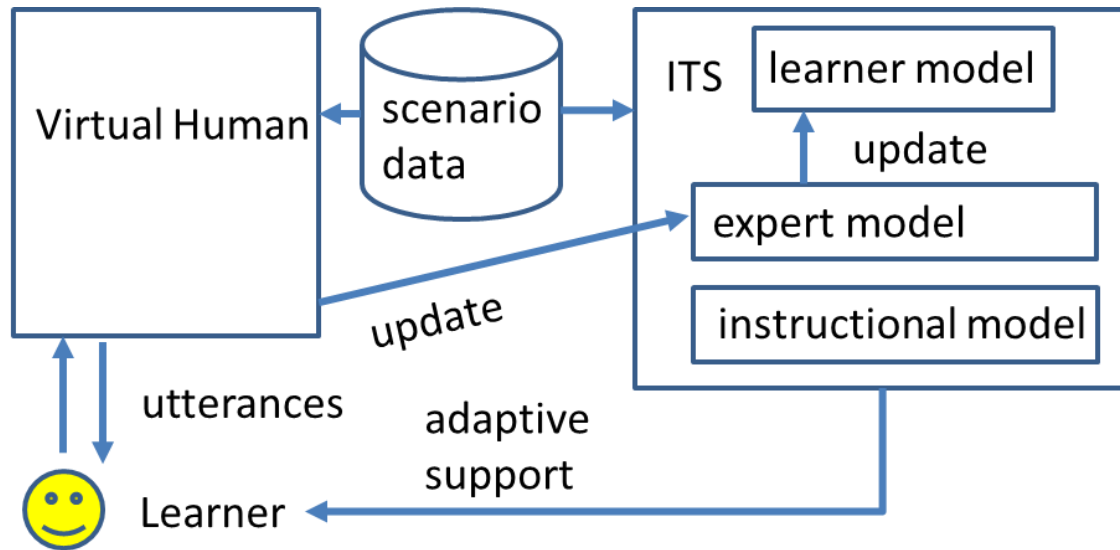 Virtual Human
scenario
data
ITS
learner model
update
expert model
instructional model
update
utterances
adaptive
support
Learner